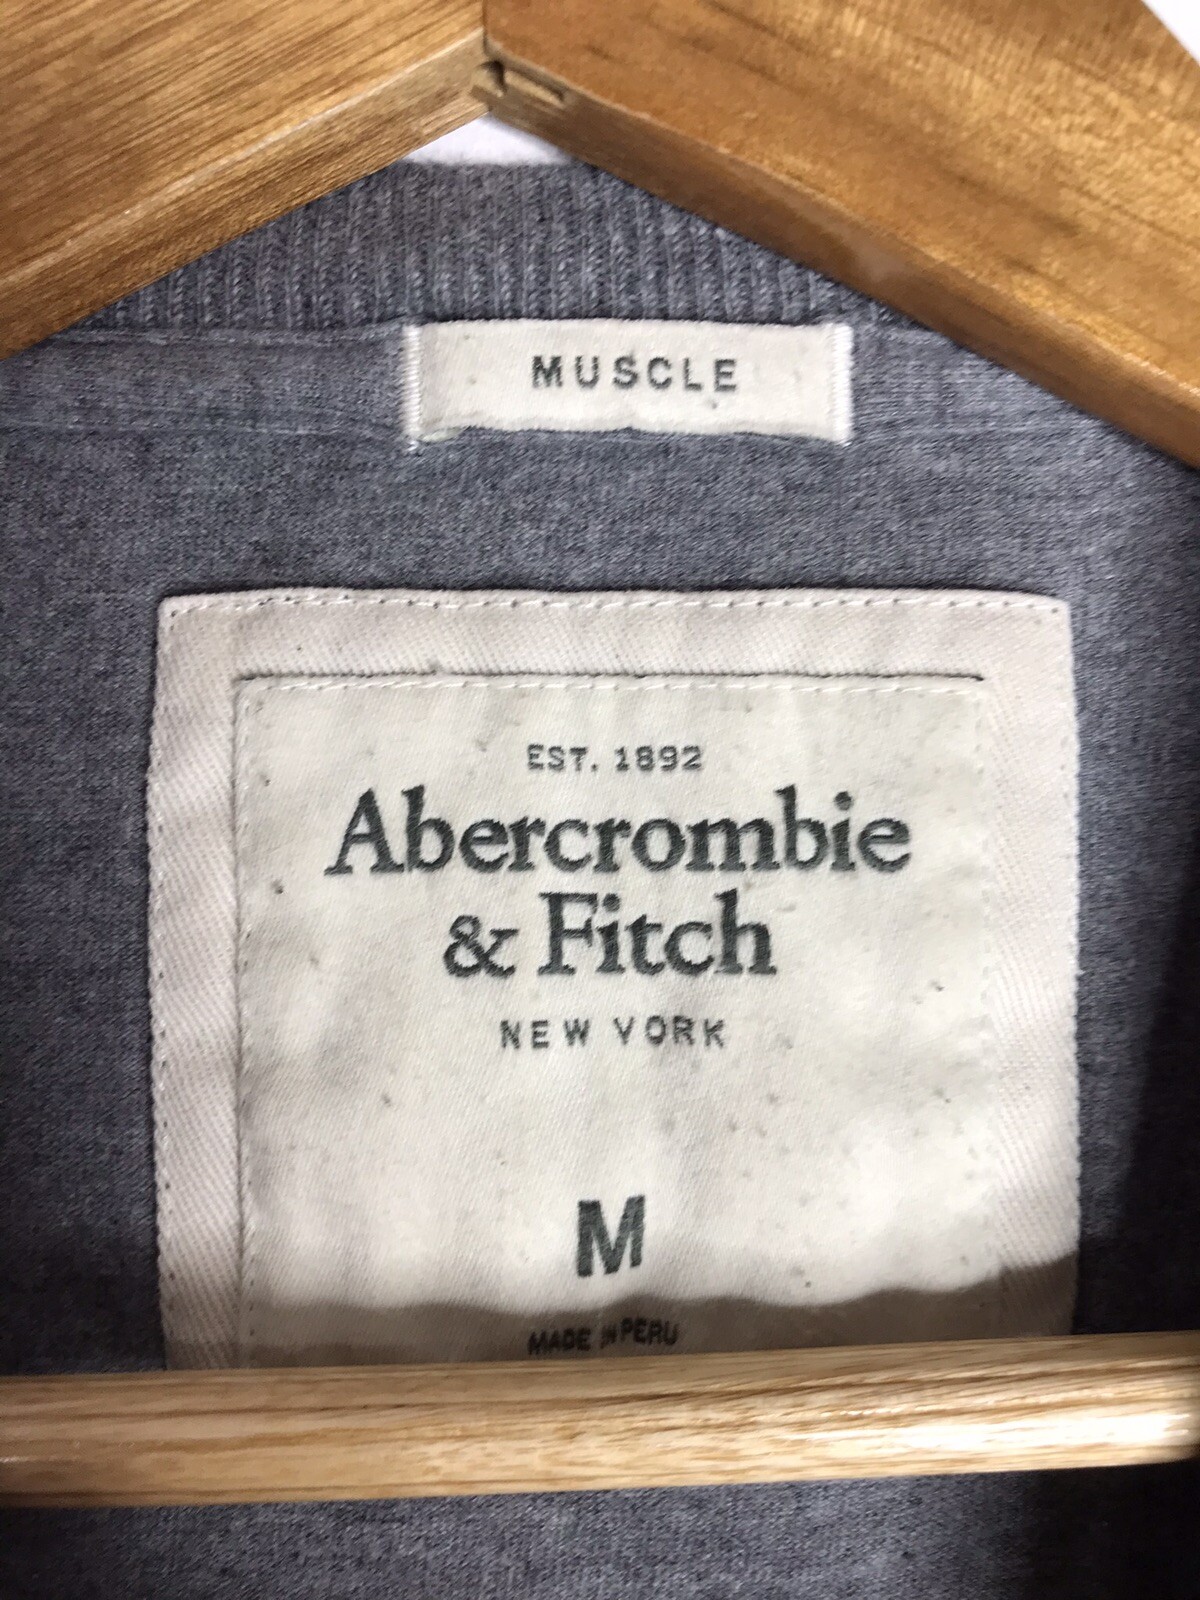 MUSCLE
EST. 1892
Abercrombie
& Fitch
NEW YORK
M
MADE IN PERU